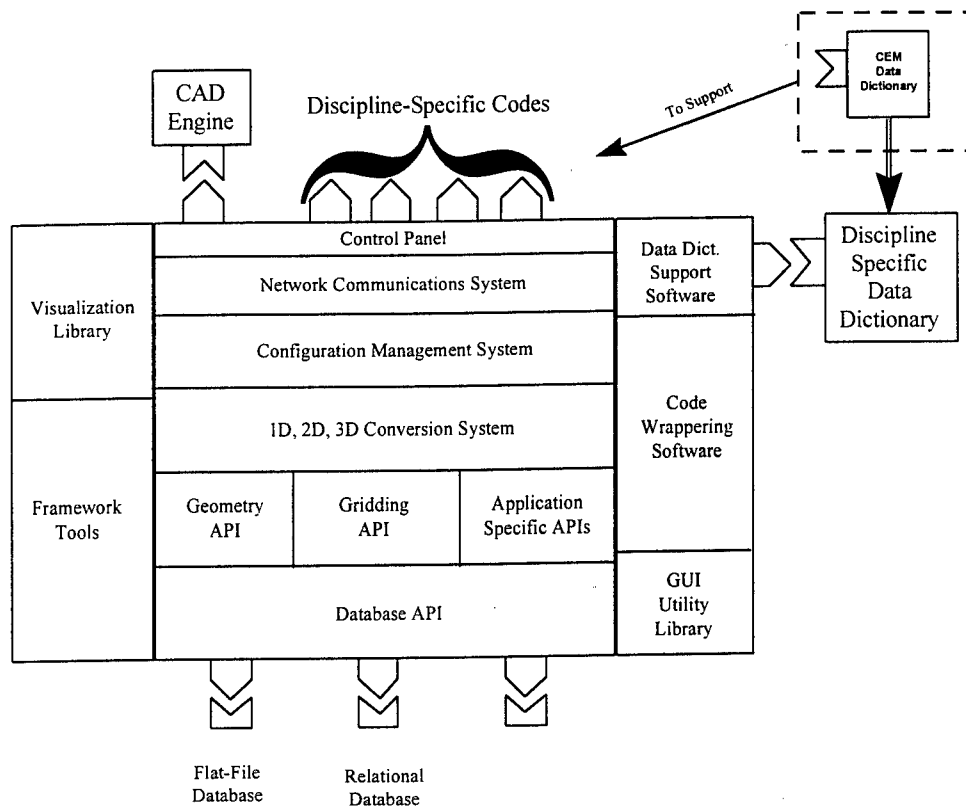 CEM
Data
Dictionary
CAD
Engine
Discipline-Specific Codes
To Support
Control Panel
Network Communications System
Configuration Management System
1D, 2D, 3D Conversion System
Geometry
API
Gridding
API
Application
Specific APIs
Database API
Visualization
Library
Framework
Tools
Data Dict.
Support
Software
Code
Wrappering
Software
GUI
Utility
Library
Discipline
Specific
Data
Dictionary
Flat-File
Database
Relational
Database